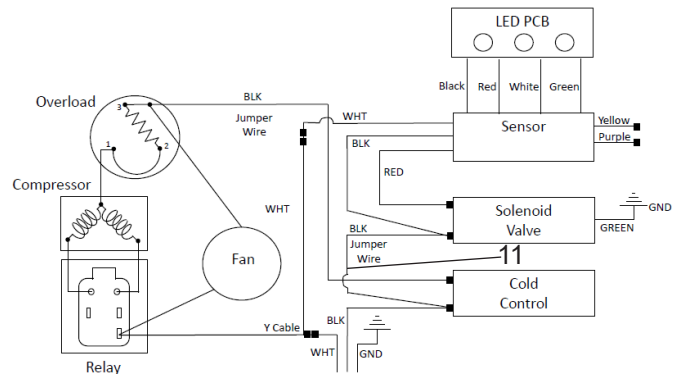 LED PCB
Black
Red
White
Green
Overload
3
BLK
Jumper
Wire
WHT
BLK
Sensor
Yellow
Purple
1
2
RED
Compressor
WHT
Solenoid
Valve
GND
GREEN
BLK
Jumper
Wire
11
Fan
Cold
Control
Y Cable
BLK
WHT
GND
Relay